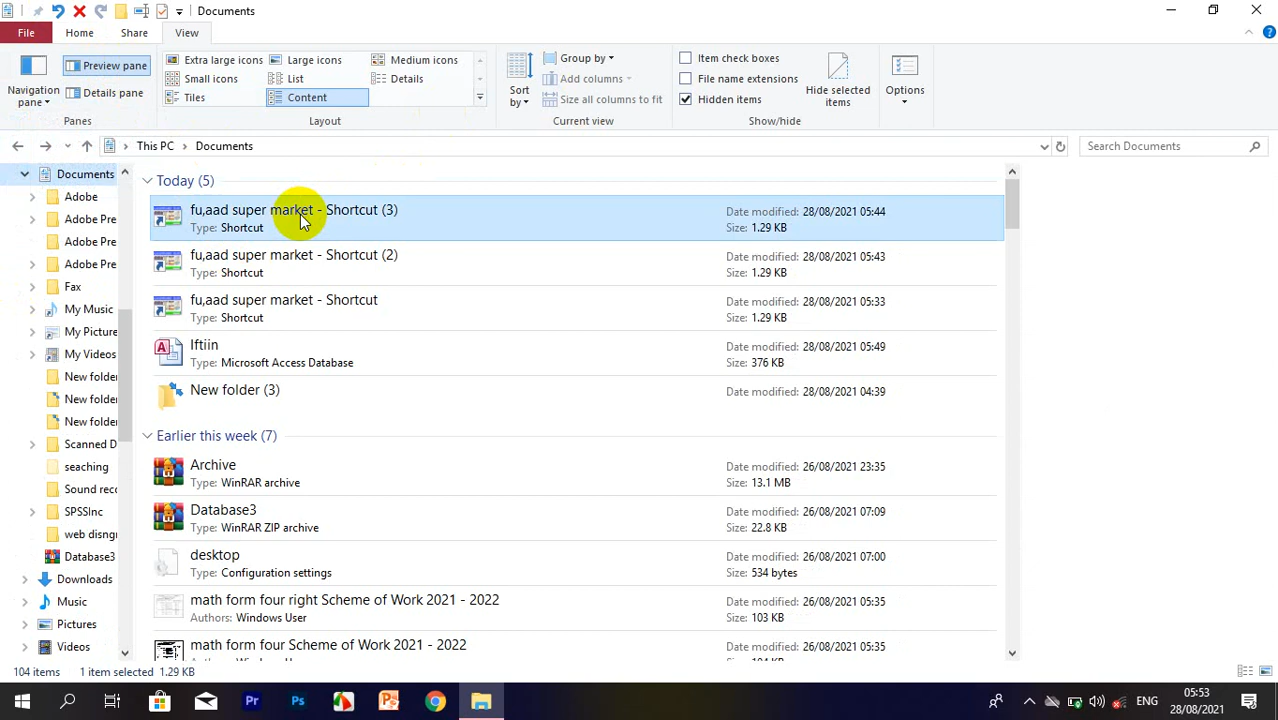 Documents
File
Home
Share
View
Navigation pane
Preview pane
Details pane
Panes
Extra large icons
Large icons
Medium icons
Small icons
List
Details
Tiles
Content
Layout
Sort by
Group by
Add columns
Size all columns to fit
Current view
Item check boxes
File name extensions
Hidden items
Hide selected items
Show/hide
Options
This PC
Documents
Search Documents
Documents
Adobe
Adobe Pre
Adobe Pre
Adobe Pre
Fax
My Music
My Picture
My Videos
New folder
New folder
New folder
Scanned D
seaching
Sound reco
SPSSInc
web disng
Database3
Downloads
Music
Pictures
Videos
Today (5)
fu,aad super market - Shortcut (3)
Date modified: 28/08/2021 05:44
Type: Shortcut
Size: 1.29 KB
fu,aad super market - Shortcut (2)
Date modified: 28/08/2021 05:43
Type: Shortcut
Size: 1.29 KB
fu,aad super market - Shortcut
Date modified: 28/08/2021 05:33
Type: Shortcut
Size: 1.29 KB
Iftiin
Date modified: 28/08/2021 05:49
Type: Microsoft Access Database
Size: 376 KB
New folder (3)
Date modified: 28/08/2021 04:39
Earlier this week (7)
Archive
Date modified: 26/08/2021 23:35
Type: WinRAR archive
Size: 13.1 MB
Database3
Date modified: 26/08/2021 07:09
Type: WinRAR ZIP archive
Size: 22.8 KB
desktop
Date modified: 26/08/2021 07:00
Type: Configuration settings
Size: 534 bytes
math form four right Scheme of Work 2021 - 2022
Date modified: 26/08/2021 05:35
Authors: Windows User
Size: 103 KB
math form four Scheme of Work 2021 - 2022
Date modified: 26/08/2021 05:35
104 items
1 item selected 1.29 KB
Pr
Ps
ENG
05:53
28/08/2021